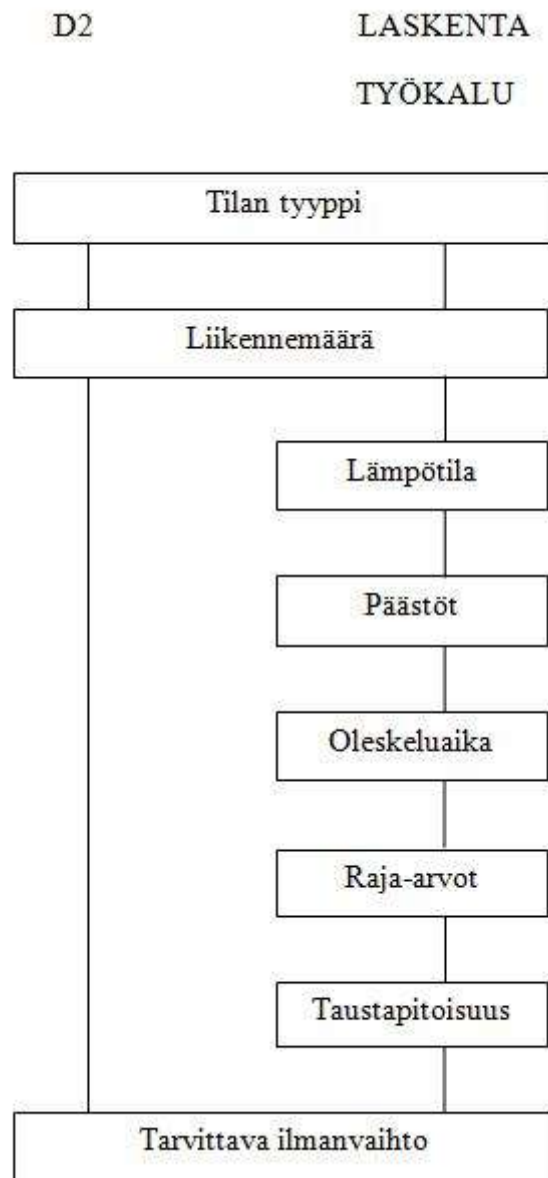 D2 LASKENTA
TYÖKALU
Tilan tyyppi
Liikennemäärä
Lämpötila
Päästöt
Oleskeluaika
Raja-arvot
Taustapitoisuus
Tarvittava ilmanvaihto